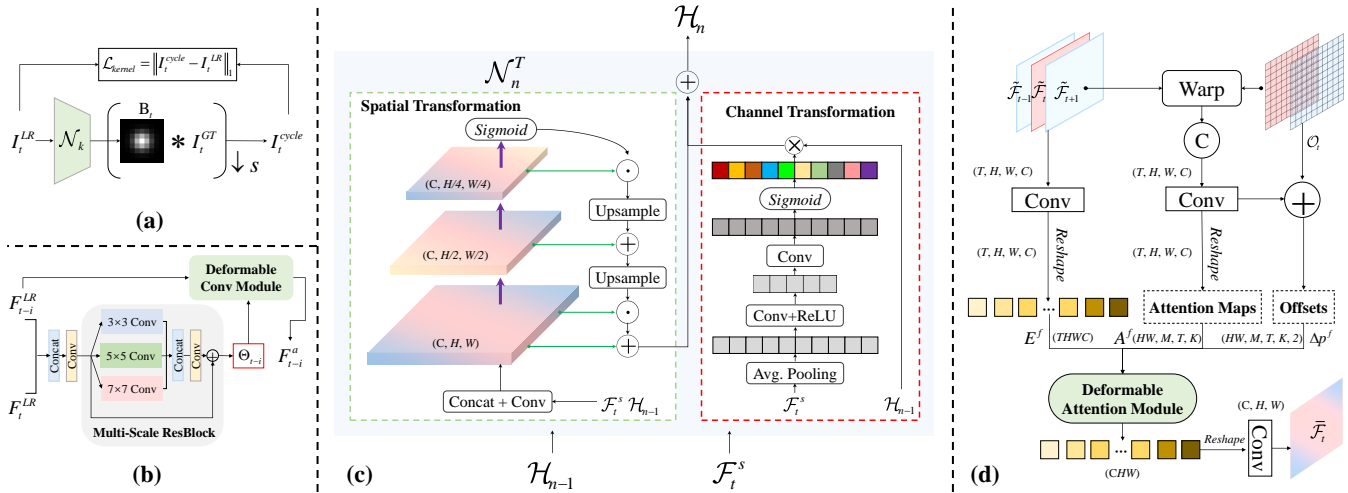 𝓛_kernel = ‖I_t^cycle − I_t^LR‖_1
B_t
I_t^LR
𝒩_k
* I_t^GT
↓ s
I_t^cycle
(a)
Deformable
Conv Module
F_{t-i}^LR
3×3 Conv
5×5 Conv
7×7 Conv
Concat
Conv
Concat
Conv
Θ_{t-i}
F_{t-i}^a
F_t^LR
Multi-Scale ResBlock
(b)
ℋ_n
𝒩_n^T
Spatial Transformation
Sigmoid
(C, H/4, W/4)
Upsample
(C, H/2, W/2)
Upsample
(C, H, W)
Concat + Conv
ℱ_t^s ℋ_{n-1}
Channel Transformation
Sigmoid
Conv
Conv+ReLU
Avg. Pooling
ℱ_t^s
ℋ_{n-1}
(c)
ℋ_{n-1}
ℱ_t^s
ℱ̃_{t-1} ℱ̃_t ℱ̃_{t+1}
Warp
C
𝒪_t
(T, H, W, C)
(T, H, W, C)
Conv
Conv
(T, H, W, C)
Reshape
(T, H, W, C)
Reshape
Attention Maps
Offsets
...
E^f (THWC)
A^f (HW, M, T, K)
(HW, M, T, K, 2) Δp^f
Deformable
Attention Module
...
(CHW)
Reshape
(C, H, W)
Conv
ℱ̅_t
(d)